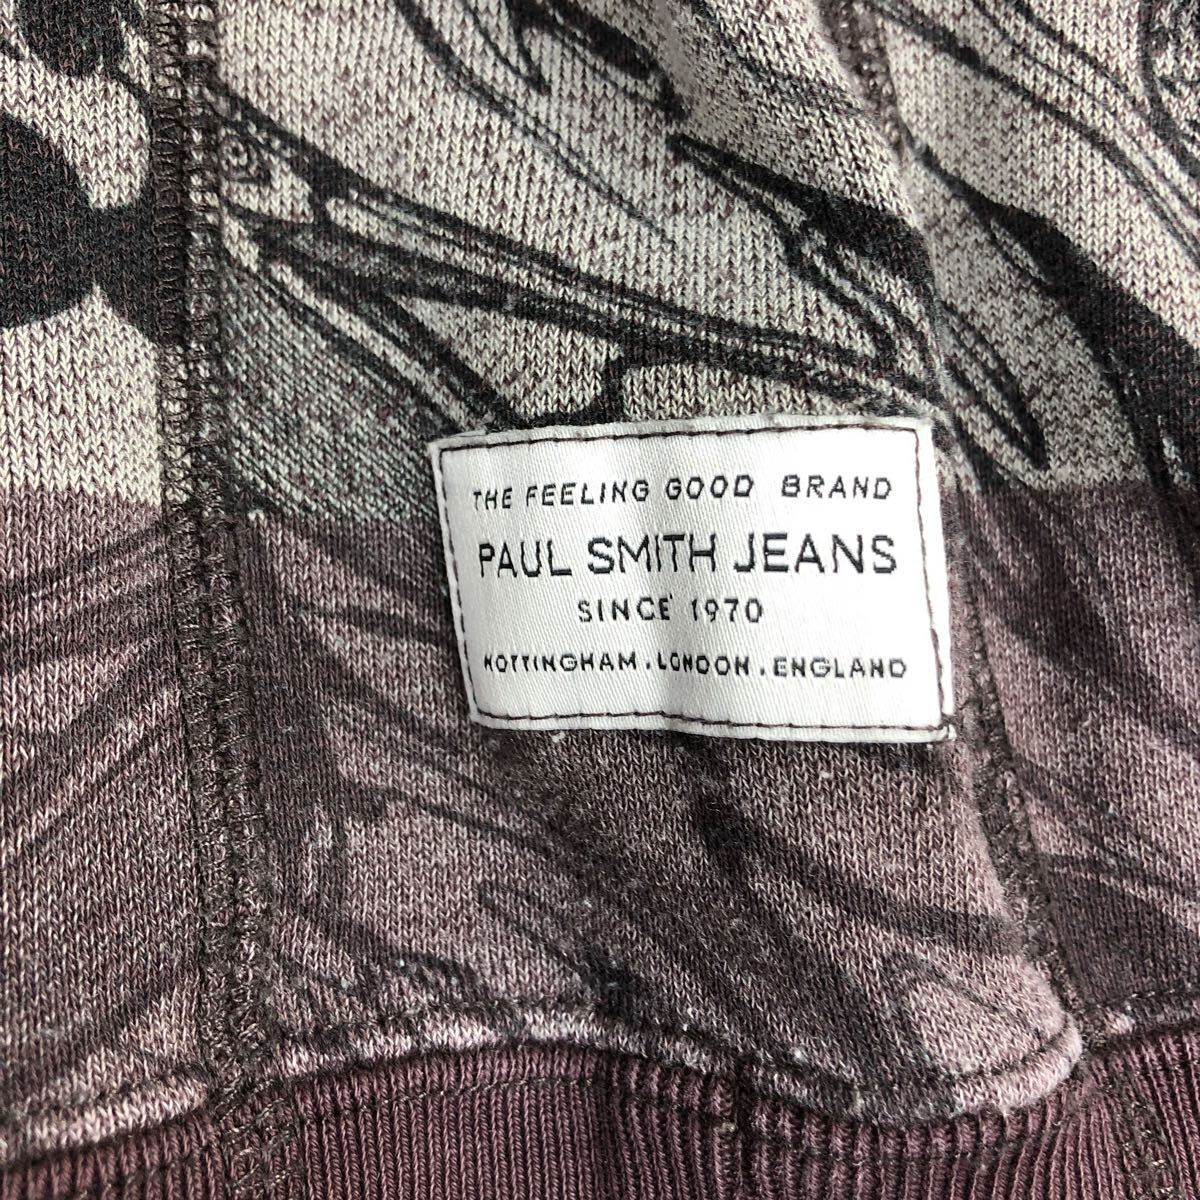 THE FEELING GOOD BRAND
PAUL SMITH JEANS
SINCE 1970
NOTTINGHAM.LONDON.ENGLAND